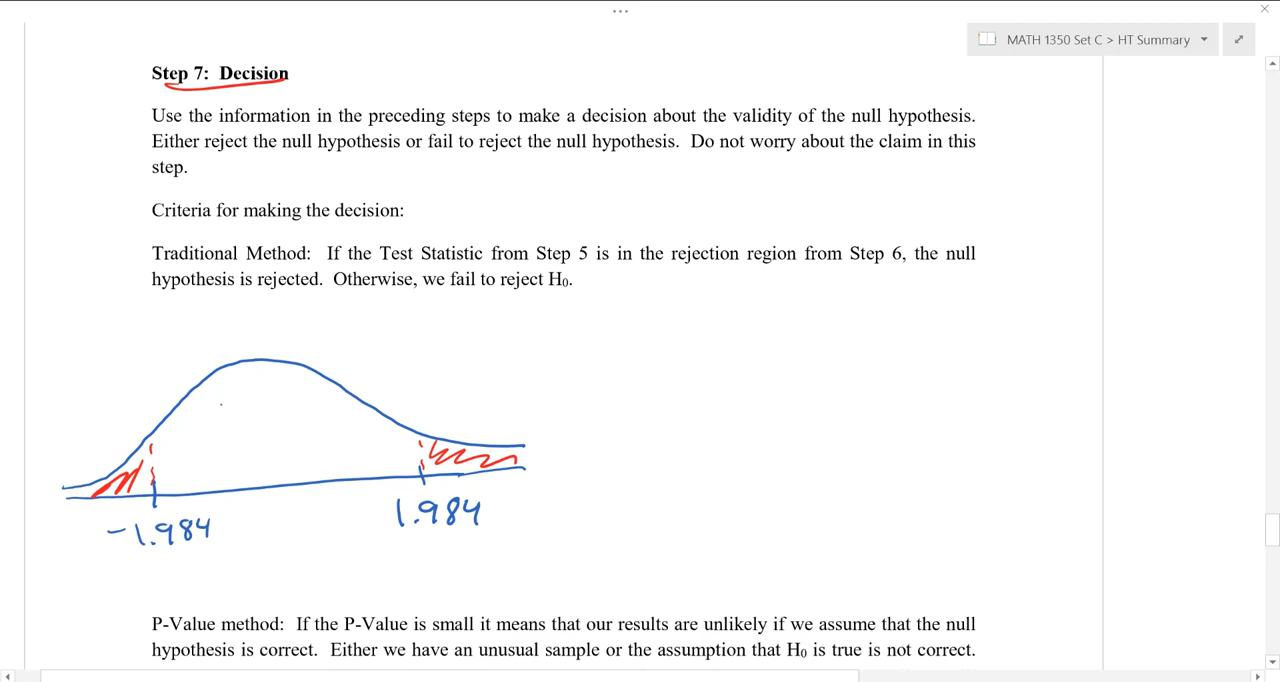 MATH 1350 Set C > HT Summary
Step 7: Decision
Use the information in the preceding steps to make a decision about the validity of the null hypothesis.
Either reject the null hypothesis or fail to reject the null hypothesis. Do not worry about the claim in this
step.
Criteria for making the decision:
Traditional Method: If the Test Statistic from Step 5 is in the rejection region from Step 6, the null
hypothesis is rejected. Otherwise, we fail to reject H₀.
-1.984
1.984
P-Value method: If the P-Value is small it means that our results are unlikely if we assume that the null
hypothesis is correct. Either we have an unusual sample or the assumption that H₀ is true is not correct.